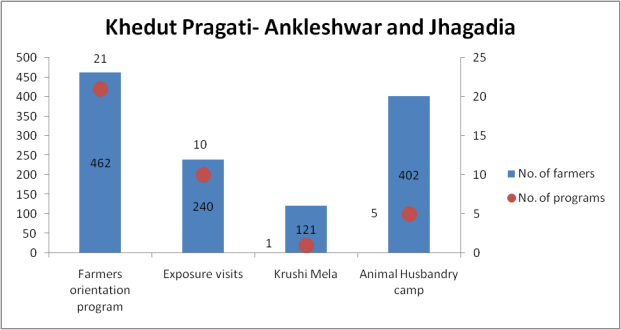 Khedut Pragati- Ankleshwar and Jhagadia
500
450
400
350
300
250
200
150
100
50
0
21
462
10
240
1
121
5
402
25
20
15
10
5
0
Farmers
orientation
program
Exposure visits
Krushi Mela
Animal Husbandry
camp
No. of farmers
No. of programs